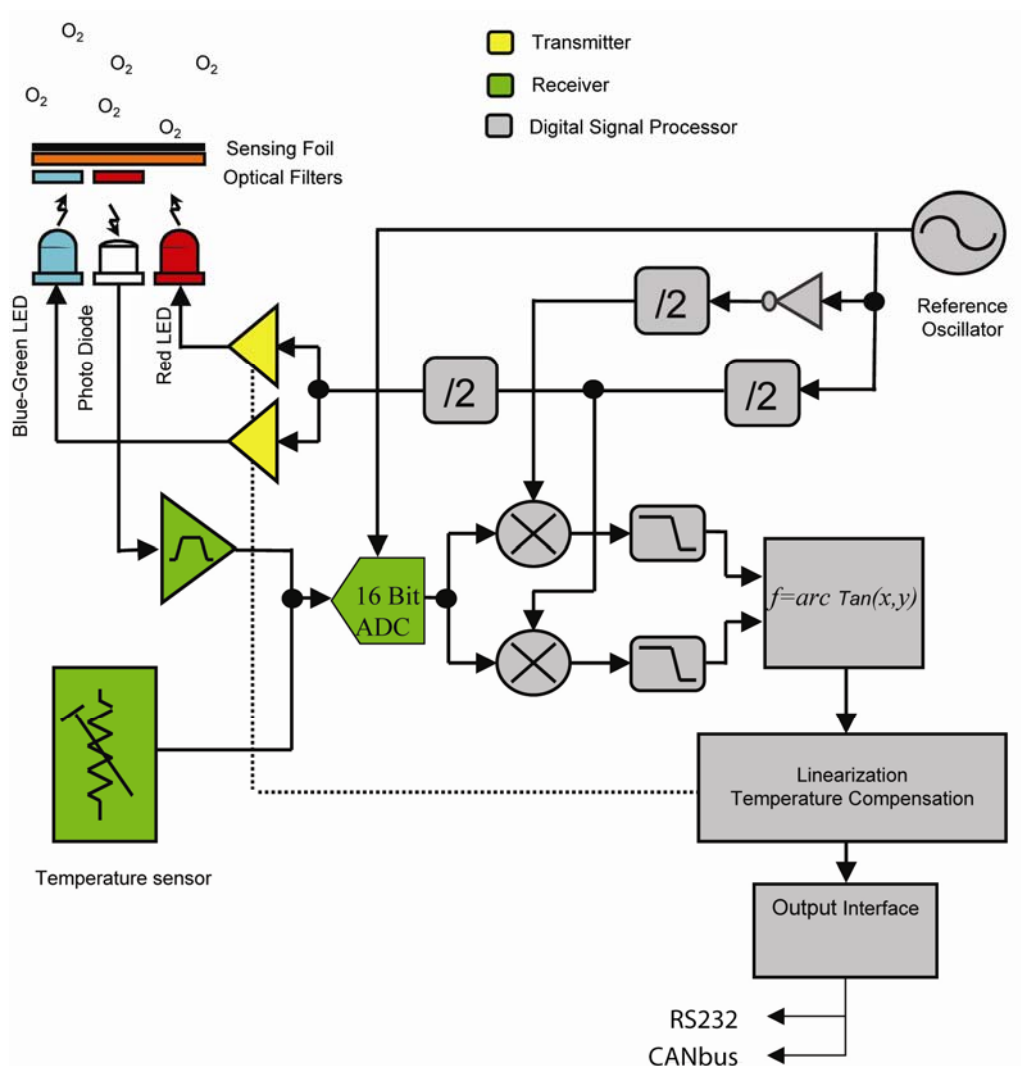 O2
O2
O2
O2
O2
O2
Transmitter
Receiver
Digital Signal Processor
Sensing Foil
Optical Filters
Blue-Green LED
Photo Diode
Red LED
Reference
Oscillator
/2
/2
/2
16 Bit
ADC
f=arc Tan(x,y)
Linearization
Temperature Compensation
Temperature sensor
Output Interface
RS232
CANbus